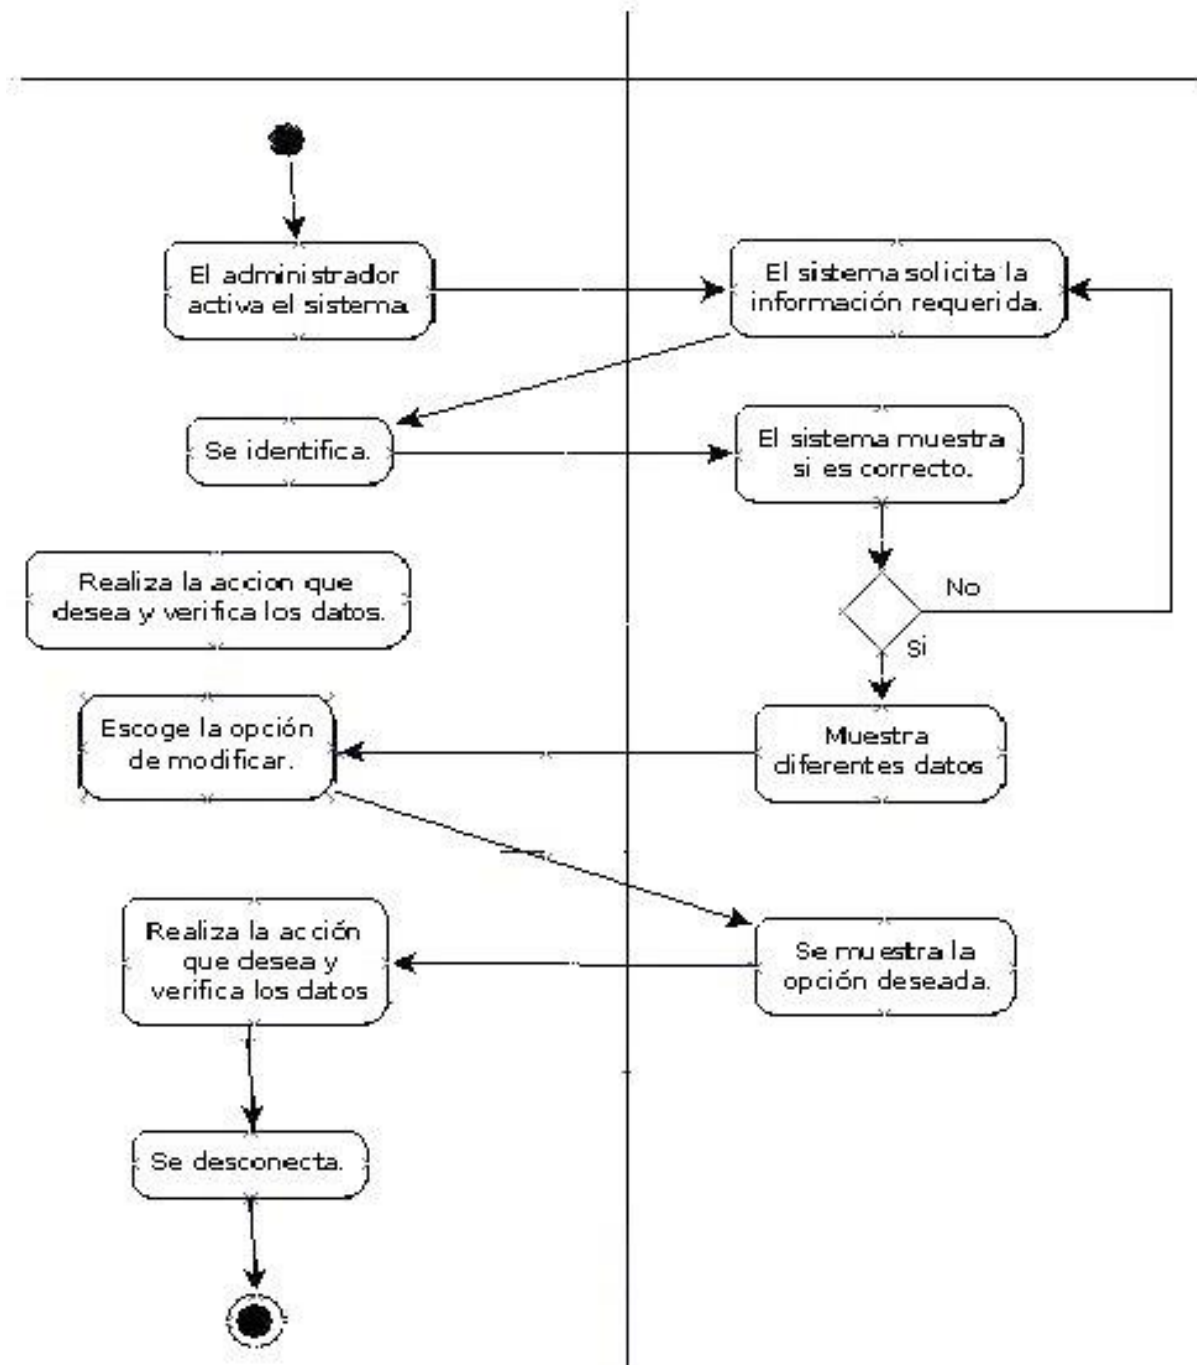 El administrador
activa el sistema.
El sistema solicita la
información requerida.
Se identifica.
El sistema muestra
si es correcto.
No
Si
Realiza la accion que
desea y verifica los datos.
Escoge la opción
de modificar.
Muestra
diferentes datos
Realiza la acción
que desea y
verifica los datos
Se muestra la
opción deseada.
Se desconecta.